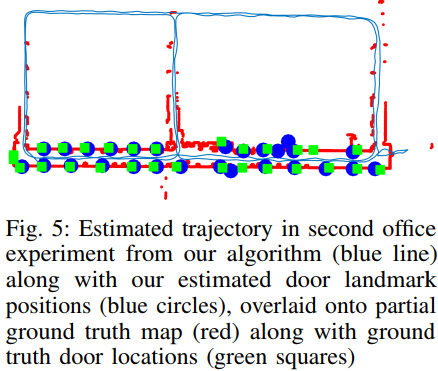 Fig. 5: Estimated trajectory in second office
experiment from our algorithm (blue line)
along with our estimated door landmark
positions (blue circles), overlaid onto partial
ground truth map (red) along with ground
truth door locations (green squares)